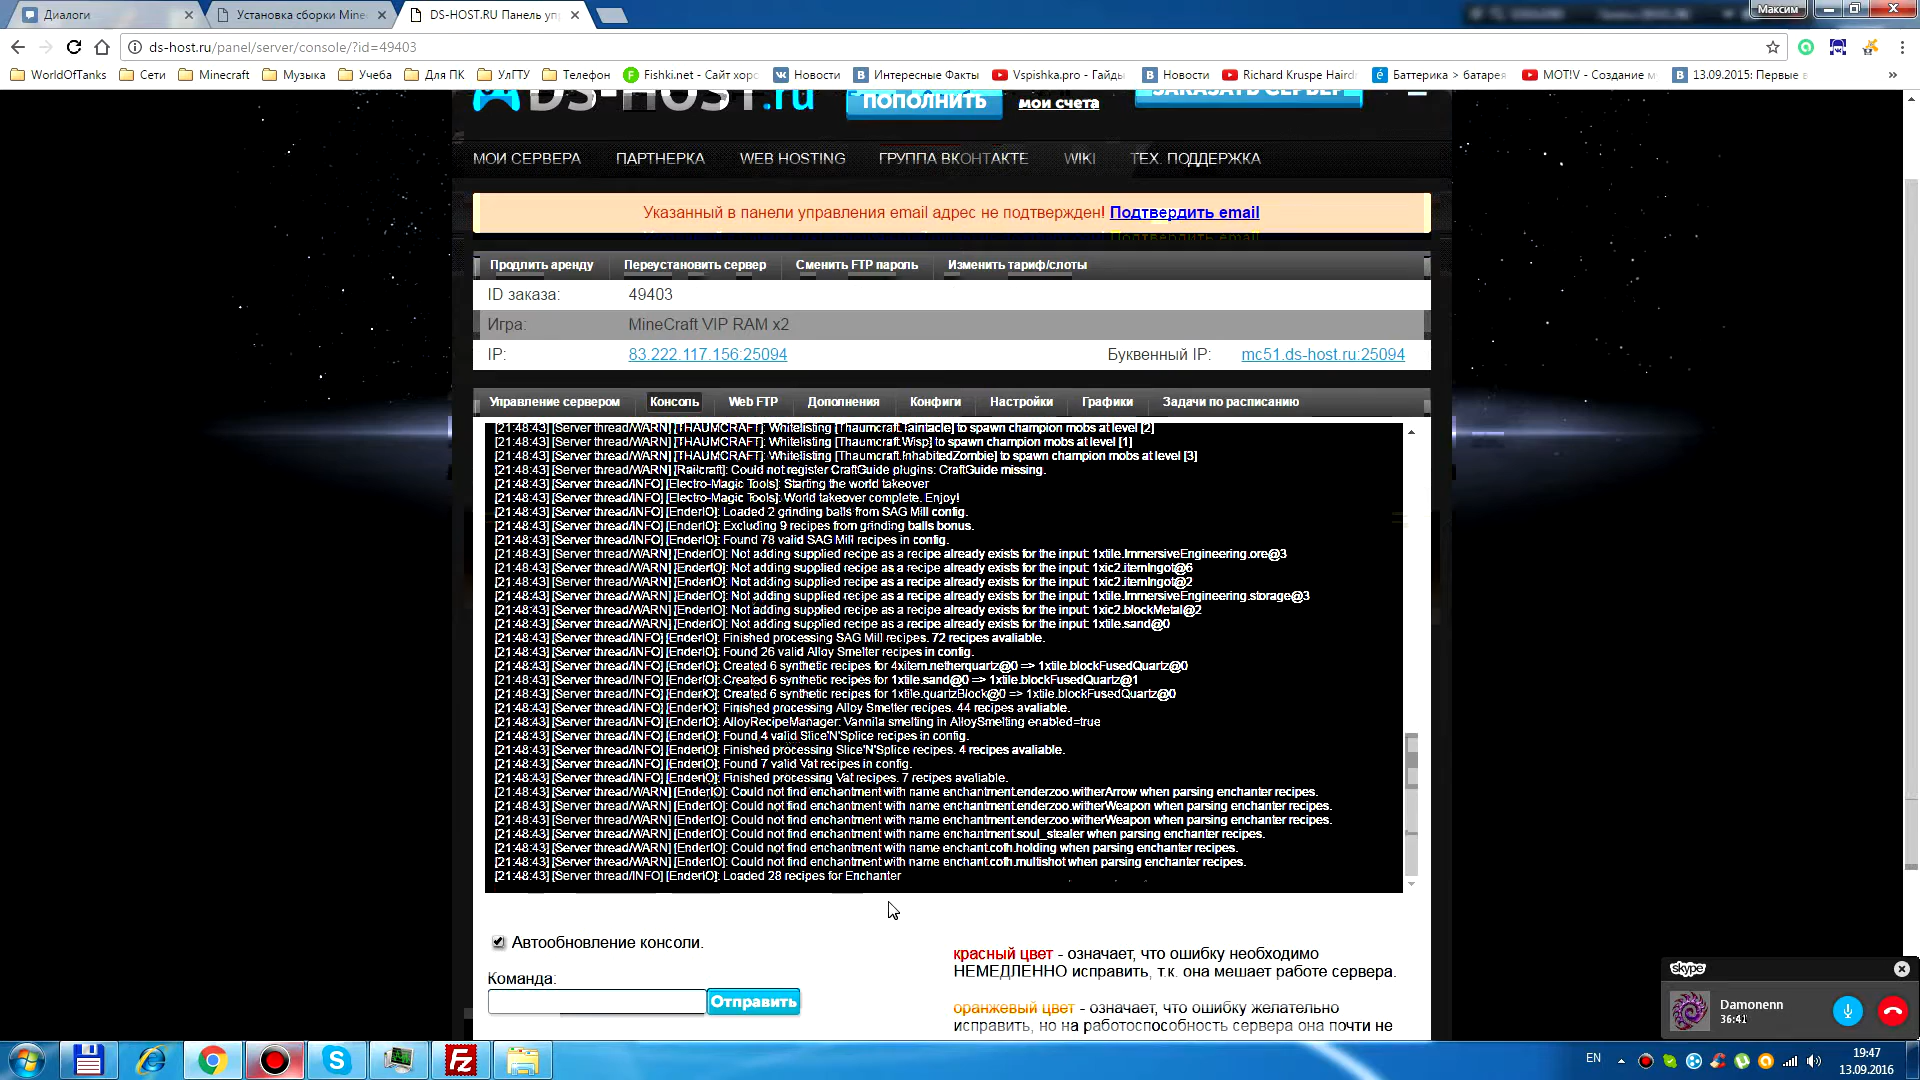 Диалоги
Установка сборки Mine
DS-HOST.RU Панель уп
Максим
ds-host.ru/panel/server/console/?id=49403
WorldOfTanks
Сети
Minecraft
Музыка
Учеба
Для ПК
УлГТУ
Телефон
Fishki.net - Сайт хорс
Новости
Интересные Факты
Vspishka.pro - Гайды
Новости
Richard Kruspe Haird
Баттерика > батарея
MOT!V - Создание м
13.09.2015: Первые в
DS-HOST.ru
ПОПОЛНИТЬ
мои счета
ЗАКАЗАТЬ СЕРВЕР
МОИ СЕРВЕРА
ПАРТНЕРКА
WEB HOSTING
ГРУППА ВКОНТАКТЕ
WIKI
ТЕХ. ПОДДЕРЖКА
Указанный в панели управления email адрес не подтвержден! Подтвердить email
Продлить аренду
Переустановить сервер
Сменить FTP пароль
Изменить тариф/слоты
ID заказа: 49403
Игра: MineCraft VIP RAM x2
IP: 83.222.117.156:25094
Буквенный IP: mc51.ds-host.ru:25094
Управление сервером
Консоль
Web FTP
Дополнения
Конфиги
Настройки
Графики
Задачи по расписанию
[21:48:43] [Server thread/WARN] [THAUMCRAFT]: Whitelisting [Thaumcraft.Taintacle] to spawn champion mobs at level [2]
[21:48:43] [Server thread/WARN] [THAUMCRAFT]: Whitelisting [Thaumcraft.Wisp] to spawn champion mobs at level [1]
[21:48:43] [Server thread/WARN] [THAUMCRAFT]: Whitelisting [Thaumcraft.InhabitedZombie] to spawn champion mobs at level [3]
[21:48:43] [Server thread/WARN] [Railcraft]: Could not register CraftGuide plugins: CraftGuide missing.
[21:48:43] [Server thread/INFO] [Electro-Magic Tools]: Starting the world takeover
[21:48:43] [Server thread/INFO] [Electro-Magic Tools]: World takeover complete. Enjoy!
[21:48:43] [Server thread/INFO] [EnderIO]: Loaded 2 grinding balls from SAG Mill config.
[21:48:43] [Server thread/INFO] [EnderIO]: Excluding 9 recipes from grinding balls bonus.
[21:48:43] [Server thread/INFO] [EnderIO]: Found 78 valid SAG Mill recipes in config.
[21:48:43] [Server thread/WARN] [EnderIO]: Not adding supplied recipe as a recipe already exists for the input: 1xtile.ImmersiveEngineering.ore@3
[21:48:43] [Server thread/WARN] [EnderIO]: Not adding supplied recipe as a recipe already exists for the input: 1xic2.itemIngot@6
[21:48:43] [Server thread/WARN] [EnderIO]: Not adding supplied recipe as a recipe already exists for the input: 1xic2.itemIngot@2
[21:48:43] [Server thread/WARN] [EnderIO]: Not adding supplied recipe as a recipe already exists for the input: 1xtile.ImmersiveEngineering.storage@3
[21:48:43] [Server thread/WARN] [EnderIO]: Not adding supplied recipe as a recipe already exists for the input: 1xic2.blockMetal@2
[21:48:43] [Server thread/WARN] [EnderIO]: Not adding supplied recipe as a recipe already exists for the input: 1xtile.sand@0
[21:48:43] [Server thread/INFO] [EnderIO]: Finished processing SAG Mill recipes. 72 recipes avaliable.
[21:48:43] [Server thread/INFO] [EnderIO]: Found 26 valid Alloy Smelter recipes in config.
[21:48:43] [Server thread/INFO] [EnderIO]: Created 6 synthetic recipes for 4xitem.netherquartz@0 => 1xtile.blockFusedQuartz@0
[21:48:43] [Server thread/INFO] [EnderIO]: Created 6 synthetic recipes for 1xtile.sand@0 => 1xtile.blockFusedQuartz@1
[21:48:43] [Server thread/INFO] [EnderIO]: Created 6 synthetic recipes for 1xtile.quartzBlock@0 => 1xtile.blockFusedQuartz@0
[21:48:43] [Server thread/INFO] [EnderIO]: Finished processing Alloy Smelter recipes. 44 recipes avaliable.
[21:48:43] [Server thread/INFO] [EnderIO]: AlloyRecipeManager: Vannila smelting in AlloySmelting enabled=true
[21:48:43] [Server thread/INFO] [EnderIO]: Found 4 valid Slice'N'Splice recipes in config.
[21:48:43] [Server thread/INFO] [EnderIO]: Finished processing Slice'N'Splice recipes. 4 recipes avaliable.
[21:48:43] [Server thread/INFO] [EnderIO]: Found 7 valid Vat recipes in config.
[21:48:43] [Server thread/INFO] [EnderIO]: Finished processing Vat recipes. 7 recipes avaliable.
[21:48:43] [Server thread/WARN] [EnderIO]: Could not find enchantment with name enchantment.enderzoo.witherArrow when parsing enchanter recipes.
[21:48:43] [Server thread/WARN] [EnderIO]: Could not find enchantment with name enchantment.enderzoo.witherWeapon when parsing enchanter recipes.
[21:48:43] [Server thread/WARN] [EnderIO]: Could not find enchantment with name enchantment.enderzoo.witherWeapon when parsing enchanter recipes.
[21:48:43] [Server thread/WARN] [EnderIO]: Could not find enchantment with name enchantment.soul_stealer when parsing enchanter recipes.
[21:48:43] [Server thread/WARN] [EnderIO]: Could not find enchantment with name enchant.cofh.holding when parsing enchanter recipes.
[21:48:43] [Server thread/WARN] [EnderIO]: Could not find enchantment with name enchant.cofh.multishot when parsing enchanter recipes.
[21:48:43] [Server thread/INFO] [EnderIO]: Loaded 28 recipes for Enchanter
Автообновление консоли.
Команда:
Отправить
красный цвет - означает, что ошибку необходимо
НЕМЕДЛЕННО исправить, т.к. она мешает работе сервера.
оранжевый цвет - означает, что ошибку желательно
исправить, но на работоспособность сервера она почти не
skype
Damonenn
36:41
EN
19:47
13.09.2016